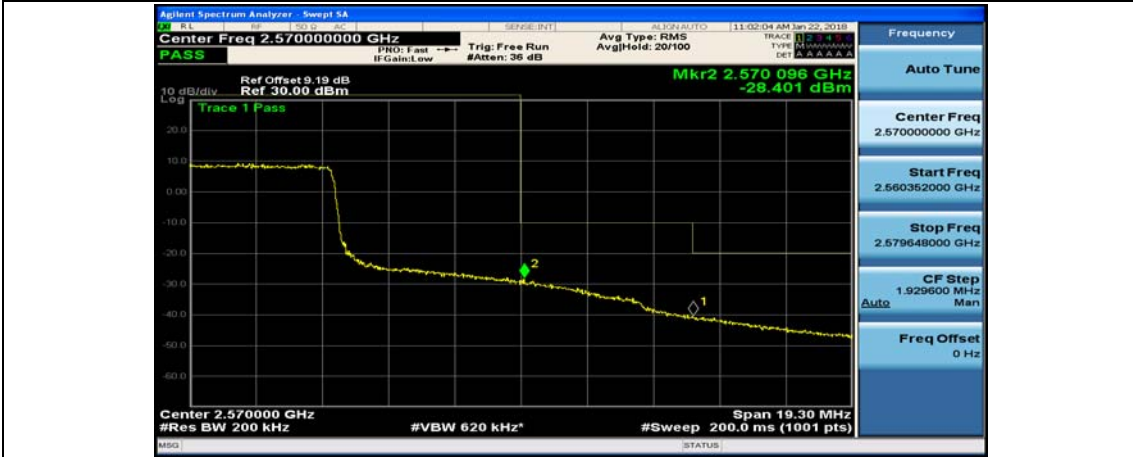 Agilent Spectrum Analyzer - Swept SA
RL RF 50 Ω AC SENSE:INT ALIGNAUTO 11:02:04 AM Jan 22, 2018
Center Freq 2.570000000 GHz
PASS
PNO: Fast
IFGain:Low
Trig: Free Run
#Atten: 36 dB
Avg Type: RMS
Avg|Hold: 20/100
TRACE 1 2 3 4 5 6
TYPE M
DET A A A A A A
Ref Offset 9.19 dB
10 dB/div Ref 30.00 dBm
Log
Mkr2 2.570 096 GHz
-28.401 dBm
Trace 1 Pass
20.0
10.0
0.00
-10.0
-20.0
-30.0
-40.0
-50.0
-60.0
2
1
Center 2.570000 GHz Span 19.30 MHz
#Res BW 200 kHz #VBW 620 kHz* #Sweep 200.0 ms (1001 pts)
MSG STATUS
Frequency
Auto Tune
Center Freq
2.570000000 GHz
Start Freq
2.560352000 GHz
Stop Freq
2.579648000 GHz
CF Step
1.929600 MHz
Auto Man
Freq Offset
0 Hz